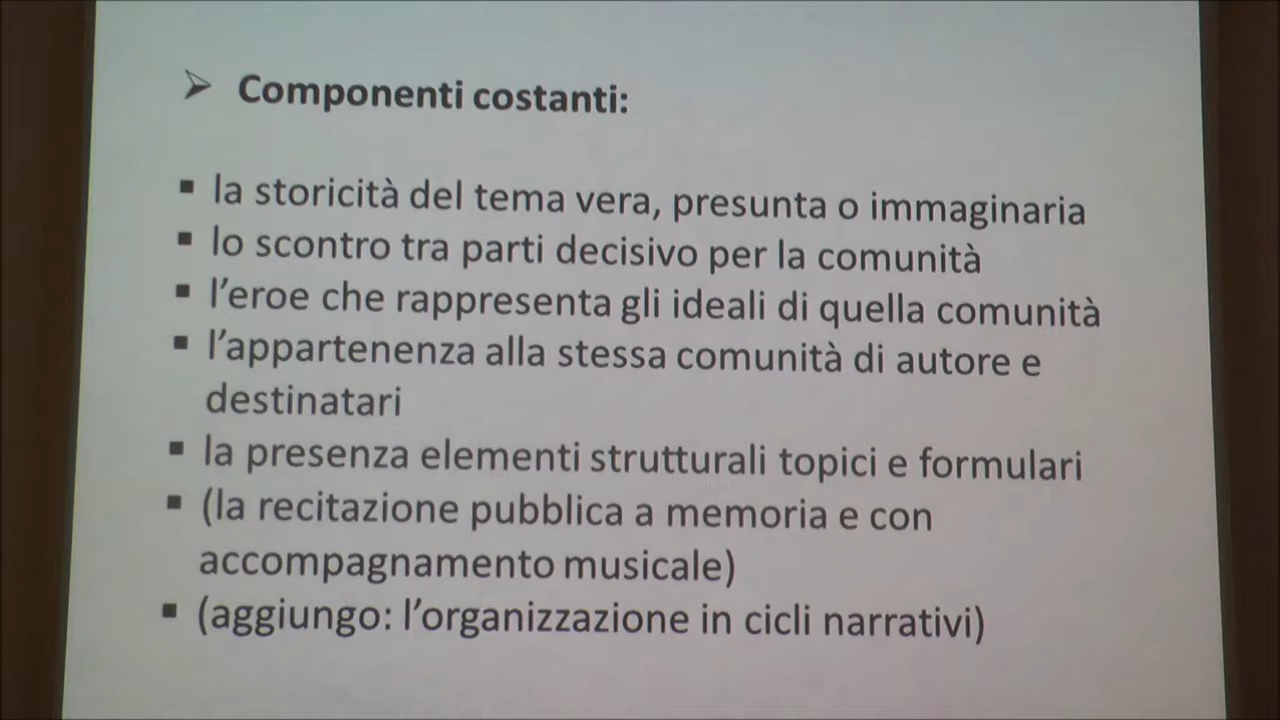 ➢ Componenti costanti:
▪ la storicità del tema vera, presunta o immaginaria
▪ lo scontro tra parti decisivo per la comunità
▪ l'eroe che rappresenta gli ideali di quella comunità
▪ l'appartenenza alla stessa comunità di autore e
destinatari
▪ la presenza elementi strutturali topici e formulari
▪ (la recitazione pubblica a memoria e con
accompagnamento musicale)
▪ (aggiungo: l'organizzazione in cicli narrativi)